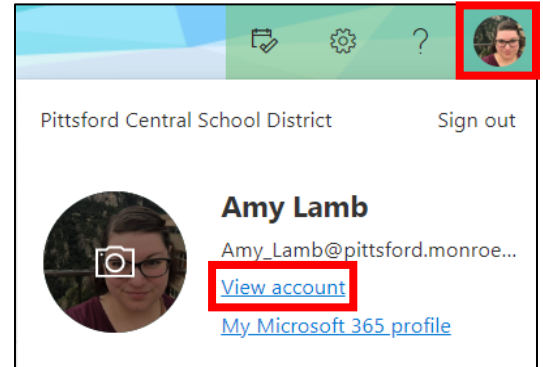 ?
Pittsford Central School District Sign out
Amy Lamb
Amy_Lamb@pittsford.monroe...
View account
My Microsoft 365 profile